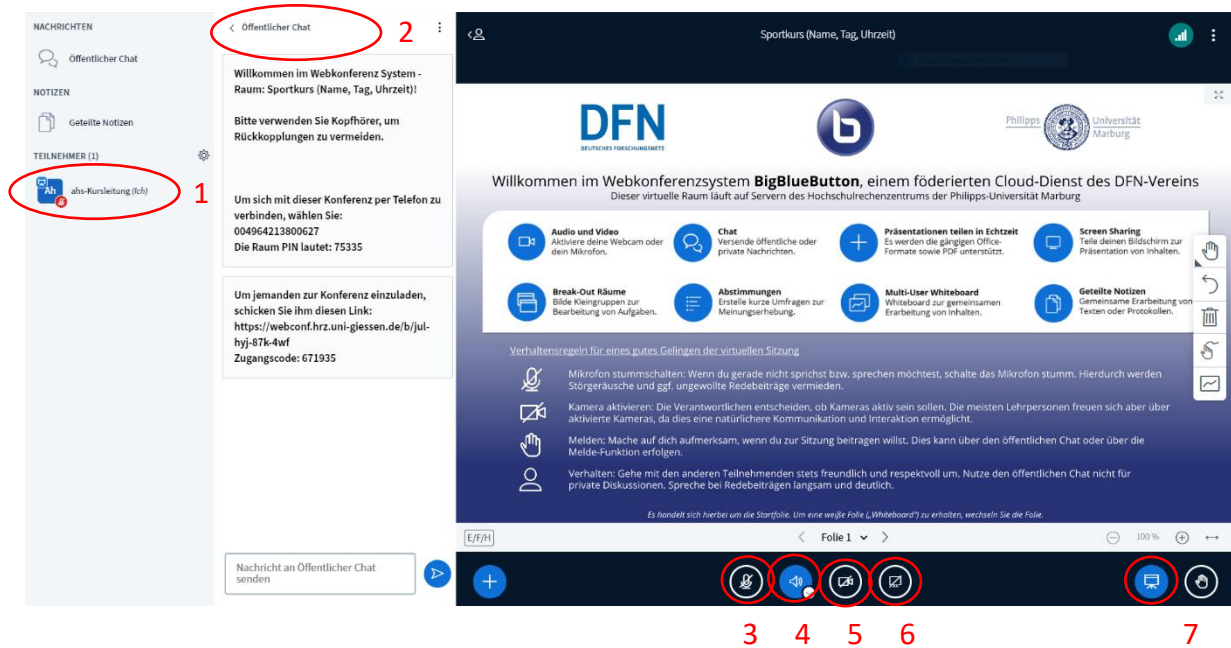 NACHRICHTEN
Öffentlicher Chat
NOTIZEN
Geteilte Notizen
TEILNEHMER (1)
Ah
ahs-Kursleitung (Ich)
1
Öffentlicher Chat
2
Willkommen im Webkonferenz System -
Raum: Sportkurs (Name, Tag, Uhrzeit)!
Bitte verwenden Sie Kopfhörer, um
Rückkopplungen zu vermeiden.
Um sich mit dieser Konferenz per Telefon zu
verbinden, wählen Sie:
004964213800627
Die Raum PIN lautet: 75335
Um jemanden zur Konferenz einzuladen,
schicken Sie ihm diesen Link:
https://webconf.hrz.uni-giessen.de/b/jul-
hyj-87k-4wf
Zugangscode: 671935
Nachricht an Öffentlicher Chat
senden
Sportkurs (Name, Tag, Uhrzeit)
DFN
DEUTSCHES FORSCHUNGSNETZ
b
Philipps Universität
Marburg
Willkommen im Webkonferenzsystem BigBlueButton, einem föderierten Cloud-Dienst des DFN-Vereins
Dieser virtuelle Raum läuft auf Servern des Hochschulrechenzentrums der Philipps-Universität Marburg
Audio und Video
Aktiviere deine Webcam oder
dein Mikrofon.
Chat
Versende öffentliche oder
private Nachrichten.
Präsentationen teilen in Echtzeit
Es werden die gängigen Office-
Formate sowie PDF unterstützt.
Screen Sharing
Teile deinen Bildschirm zur
Präsentation von Inhalten.
Break-Out Räume
Bilde Kleingruppen zur
Bearbeitung von Aufgaben.
Abstimmungen
Erstelle kurze Umfragen zur
Meinungserhebung.
Multi-User Whiteboard
Whiteboard zur gemeinsamen
Erarbeitung von Inhalten.
Geteilte Notizen
Gemeinsame Erarbeitung von
Texten oder Protokollen.
Verhaltensregeln für eines gutes Gelingen der virtuellen Sitzung
Mikrofon stummschalten: Wenn du gerade nicht sprichst bzw. sprechen möchtest, schalte das Mikrofon stumm. Hierdurch werden
Störgeräusche und ggf. ungewollte Redebeiträge vermieden.
Kamera aktivieren: Die Verantwortlichen entscheiden, ob Kameras aktiv sein sollen. Die meisten Lehrpersonen freuen sich aber über
aktivierte Kameras, da dies eine natürlichere Kommunikation und Interaktion ermöglicht.
Melden: Mache auf dich aufmerksam, wenn du zur Sitzung beitragen willst. Dies kann über den öffentlichen Chat oder über die
Melde-Funktion erfolgen.
Verhalten: Gehe mit den anderen Teilnehmenden stets freundlich und respektvoll um. Nutze den öffentlichen Chat nicht für
private Diskussionen. Spreche bei Redebeiträgen langsam und deutlich.
Es handelt sich hierbei um die Startfolie. Um eine weiße Folie („Whiteboard“) zu erhalten, wechseln Sie die Folie.
E/F/H
Folie 1
100 %
3 4 5 6 7